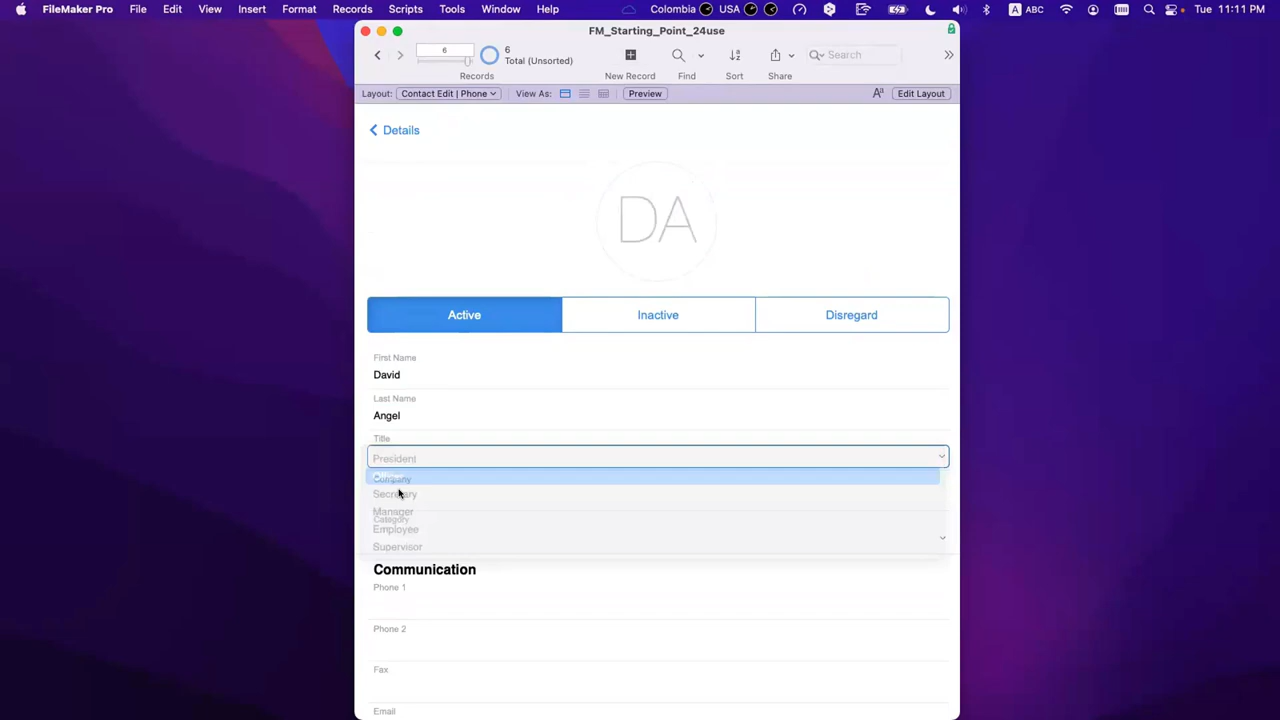 FileMaker Pro File Edit View Insert Format Records Scripts Tools Window Help Colombia USA A ABC Tue 11:11 PM
FM_Starting_Point_24use
6
6
Total (Unsorted)
Search
Records New Record Find Sort Share
Layout: Contact Edit | Phone View As: Preview Aa Edit Layout
Details
DA
Active Inactive Disregard
First Name
David
Last Name
Angel
Title
President
Company
Secretary
Manager
Category
Employee
Supervisor
Communication
Phone 1
Phone 2
Fax
Email